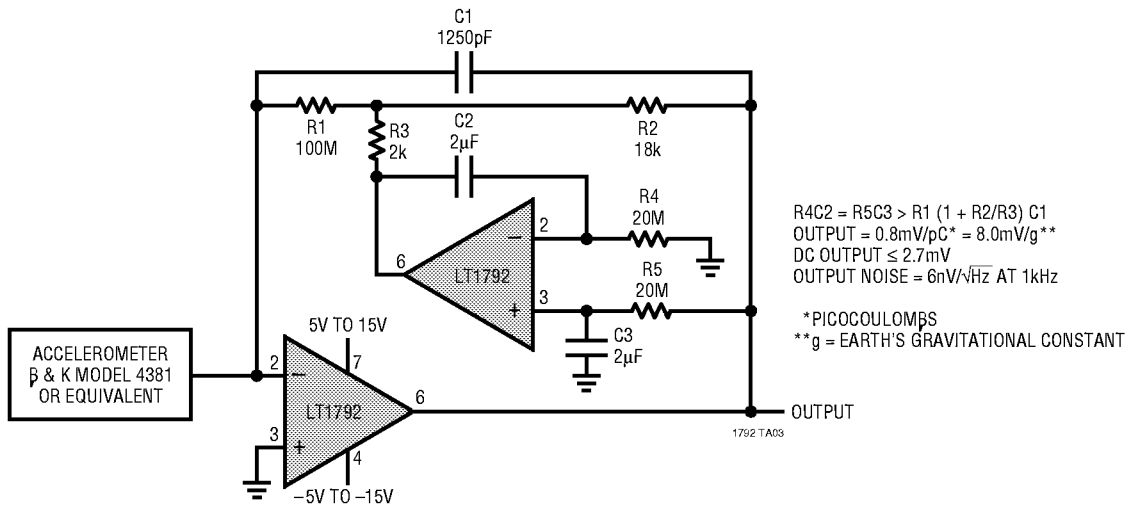 C1
1250pF
R1
100M
R3
2k
C2
2µF
R2
18k
R4
20M
2
–
6
LT1792
3
+
R5
20M
C3
2µF
R4C2 = R5C3 > R1 (1 + R2/R3) C1
OUTPUT = 0.8mV/pC* = 8.0mV/g**
DC OUTPUT ≤ 2.7mV
OUTPUT NOISE = 6nV/√Hz AT 1kHz
*PICOCOULOMBS
**g = EARTH'S GRAVITATIONAL CONSTANT
ACCELEROMETER
B & K MODEL 4381
OR EQUIVALENT
5V TO 15V
2
–
7
LT1792
6
3
+
4
–5V TO –15V
OUTPUT
1792 TA03